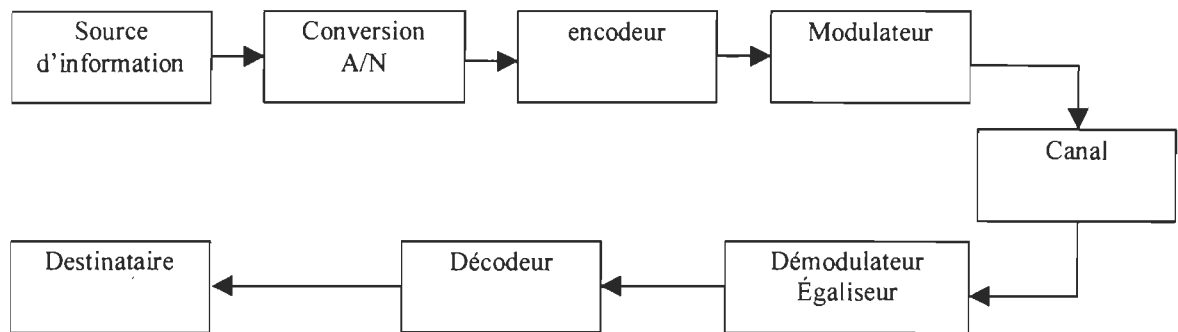 Source
d'information
Conversion
A/N
encodeur
Modulateur
Canal
Démodulateur
Égaliseur
Décodeur
Destinataire